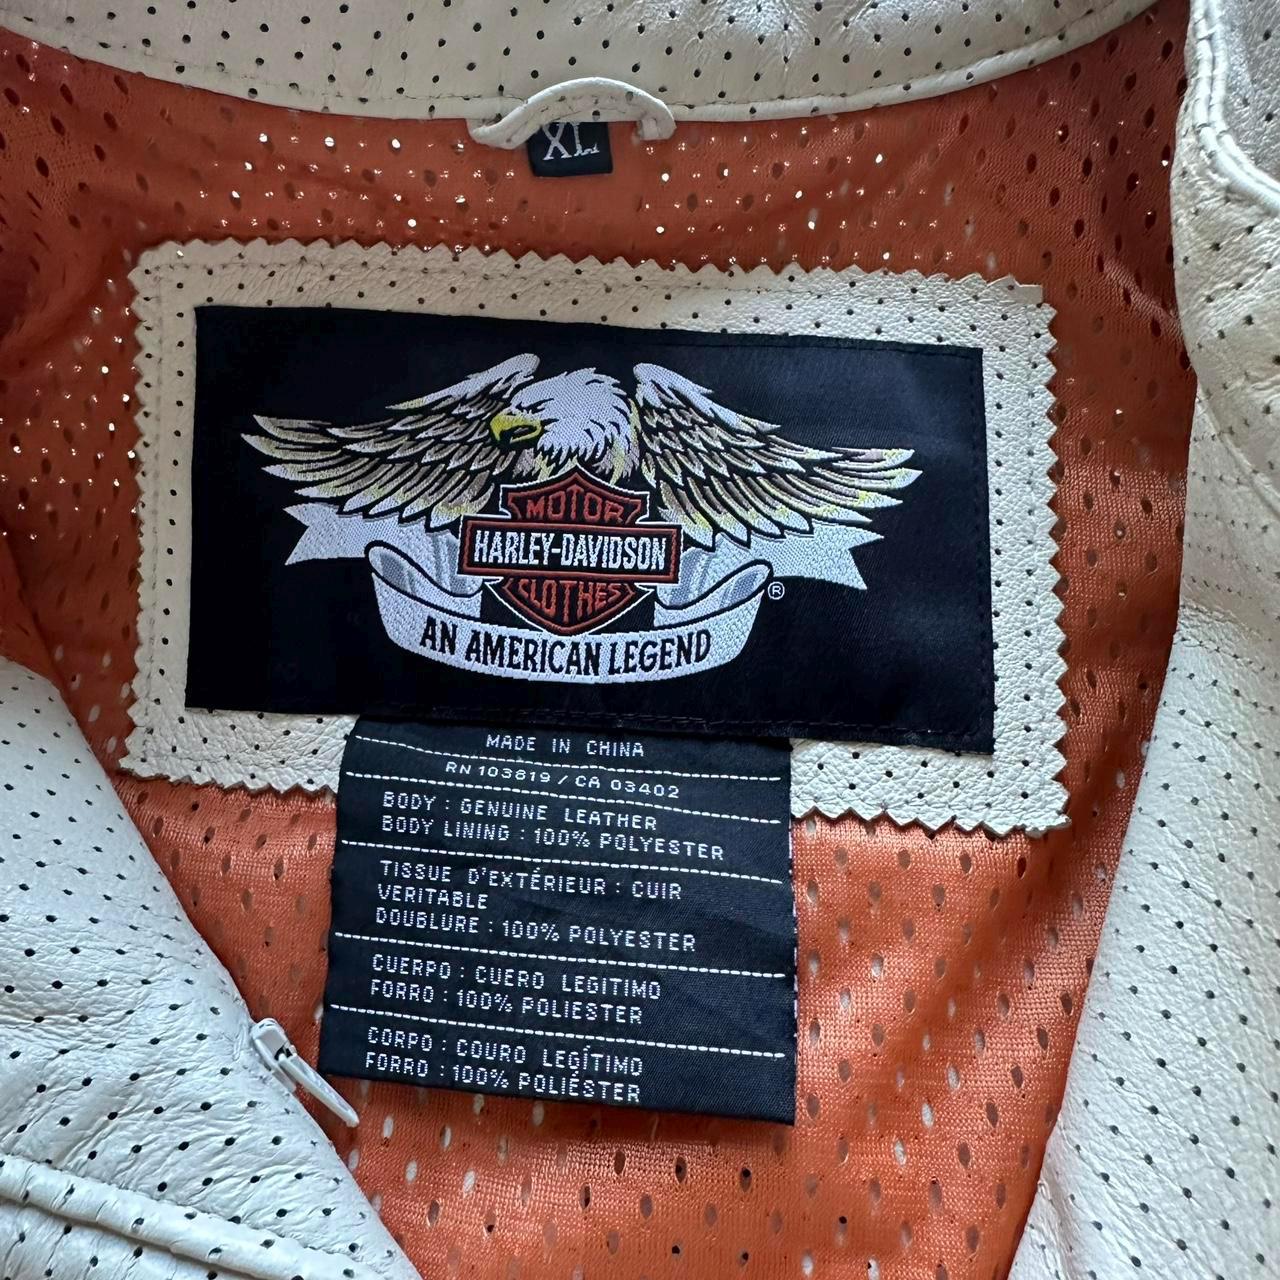 XL
MOTOR
HARLEY-DAVIDSON
CLOTHES
®
AN AMERICAN LEGEND
MADE IN CHINA
RN 103819 / CA 03402
BODY : GENUINE LEATHER
BODY LINING : 100% POLYESTER
TISSUE D'EXTÉRIEUR : CUIR
VERITABLE
DOUBLURE : 100% POLYESTER
CUERPO : CUERO LEGITIMO
FORRO : 100% POLIESTER
CORPO : COURO LEGÍTIMO
FORRO : 100% POLIÉSTER